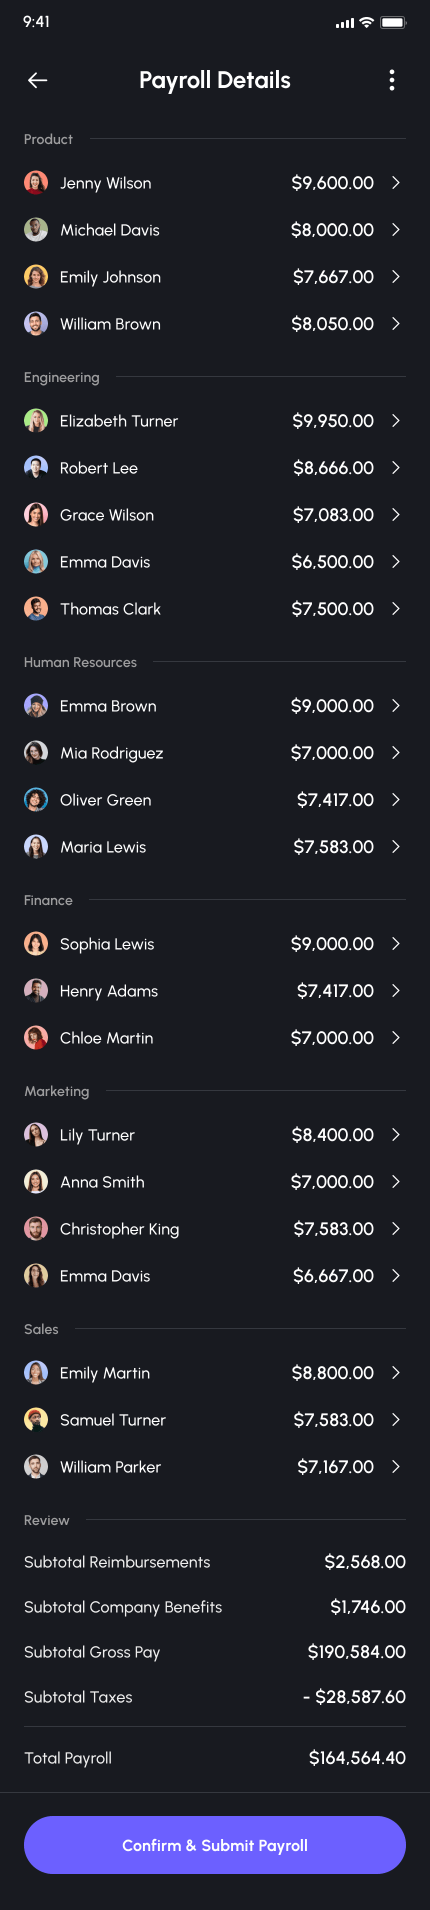 9:41
Payroll Details
Product
Jenny Wilson $9,600.00
Michael Davis $8,000.00
Emily Johnson $7,667.00
William Brown $8,050.00
Engineering
Elizabeth Turner $9,950.00
Robert Lee $8,666.00
Grace Wilson $7,083.00
Emma Davis $6,500.00
Thomas Clark $7,500.00
Human Resources
Emma Brown $9,000.00
Mia Rodriguez $7,000.00
Oliver Green $7,417.00
Maria Lewis $7,583.00
Finance
Sophia Lewis $9,000.00
Henry Adams $7,417.00
Chloe Martin $7,000.00
Marketing
Lily Turner $8,400.00
Anna Smith $7,000.00
Christopher King $7,583.00
Emma Davis $6,667.00
Sales
Emily Martin $8,800.00
Samuel Turner $7,583.00
William Parker $7,167.00
Review
Subtotal Reimbursements $2,568.00
Subtotal Company Benefits $1,746.00
Subtotal Gross Pay $190,584.00
Subtotal Taxes - $28,587.60
Total Payroll $164,564.40
Confirm & Submit Payroll